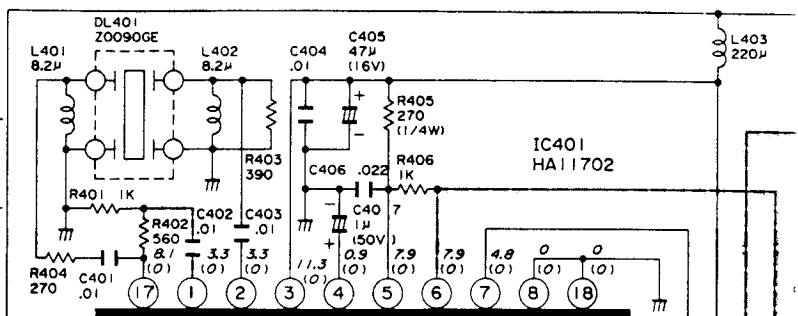 DL401
Z0090GE
L401
8.2μ
L402
8.2μ
C404
.01
C405
47μ
(16V)
+
−
L403
220μ
R405
270
(1/4W)
IC401
HA11702
R403
390
C406 .022
R406
1K
R401 1K
R402
560
C402
.01
C403
.01
−
C40 7
1μ
(50V)
+
R404
270
C401
.01
8.1
(0)
3.3
(0)
3.3
(0)
11.3
(0)
0.9
(0)
7.9
(0)
7.9
(0)
4.8
(0)
0
(0)
0
(0)
17 1 2 3 4 5 6 7 8 18